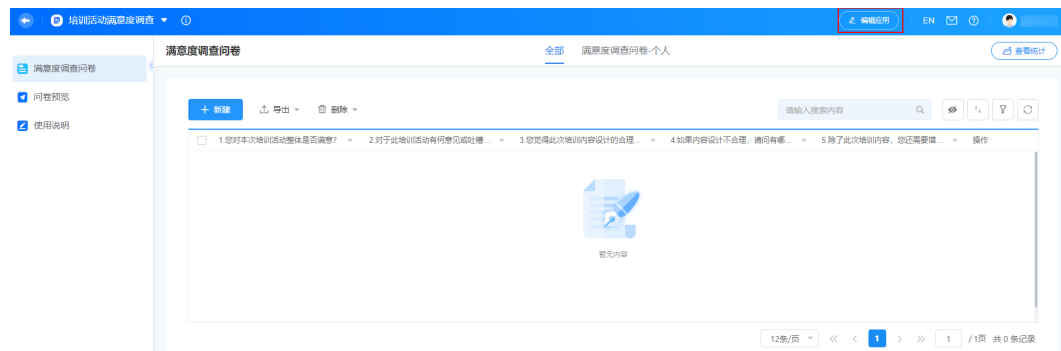 培训活动满意度调查
编辑应用
EN
满意度调查问卷
问卷预览
使用说明
满意度调查问卷
全部
满意度调查问卷-个人
查看统计
新建
导出
删除
请输入搜索内容
1.您对本次培训活动整体是否满意?
2.对于此培训活动有何意见或吐槽...
3.您觉得此次培训内容设计的合理...
4.如果内容设计不合理，请问有哪...
5.除了此次培训内容，您还需要增...
操作
暂无内容
12条/页
1
1
/1页
共 0 条记录